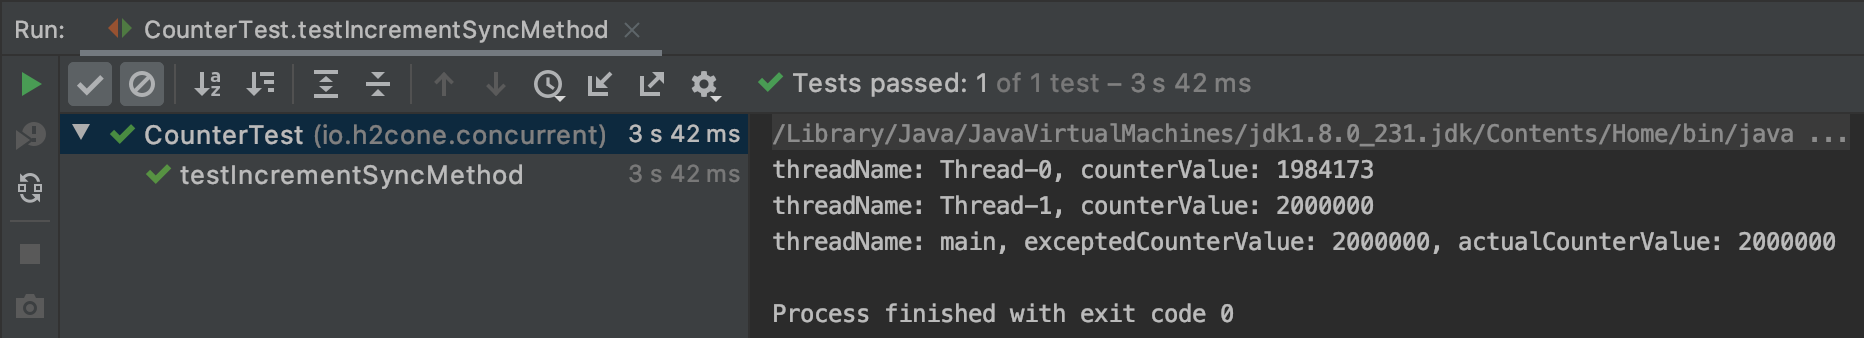 Run: CounterTest.testIncrementSyncMethod
Tests passed: 1 of 1 test – 3 s 42 ms
CounterTest (io.h2cone.concurrent) 3 s 42 ms
testIncrementSyncMethod 3 s 42 ms
/Library/Java/JavaVirtualMachines/jdk1.8.0_231.jdk/Contents/Home/bin/java ...
threadName: Thread-0, counterValue: 1984173
threadName: Thread-1, counterValue: 2000000
threadName: main, exceptedCounterValue: 2000000, actualCounterValue: 2000000
Process finished with exit code 0